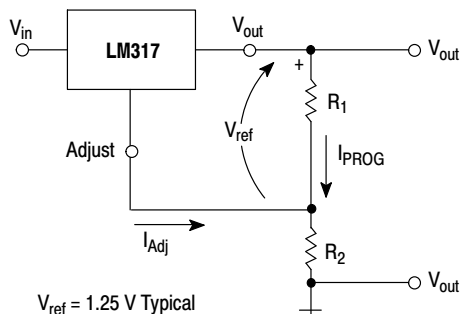 V_in
LM317
V_out
V_out
+
R_1
V_ref
Adjust
I_PROG
I_Adj
R_2
V_out
V_ref = 1.25 V Typical